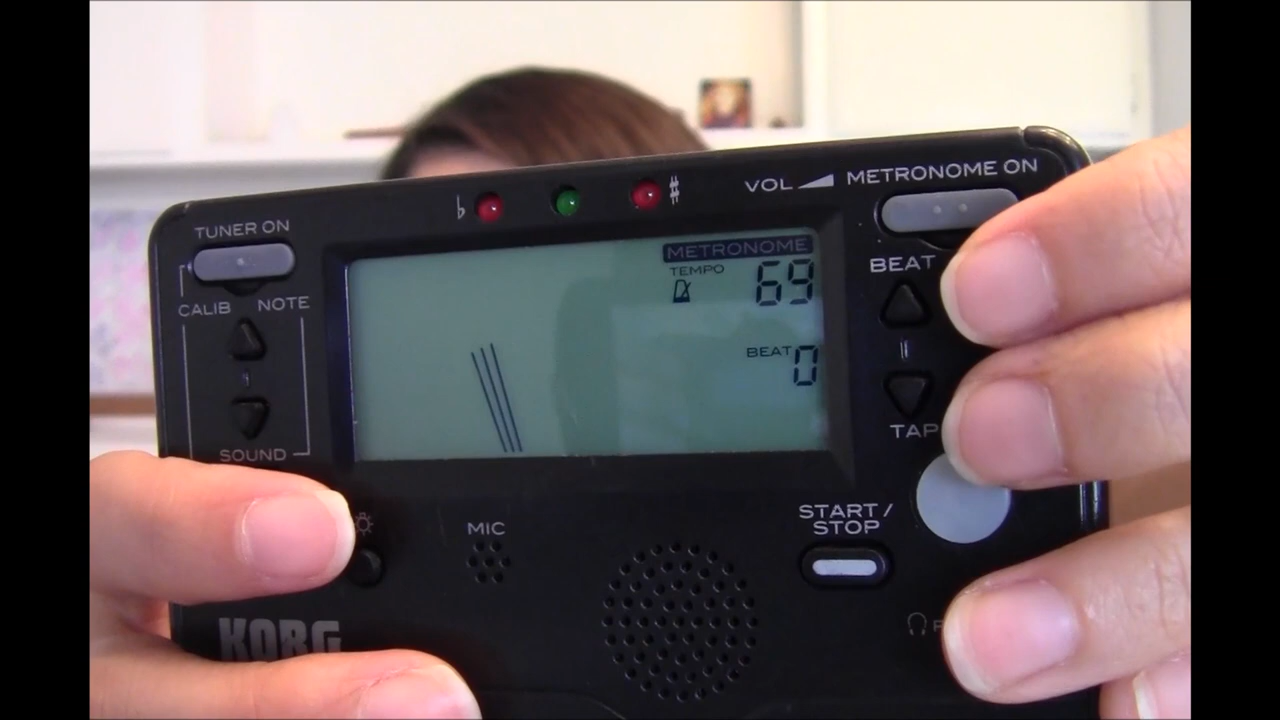 VOL METRONOME ON
TUNER ON
METRONOME
TEMPO 69
BEAT
CALIB NOTE
BEAT 0
TAP
SOUND
START/
STOP
MIC
KORG